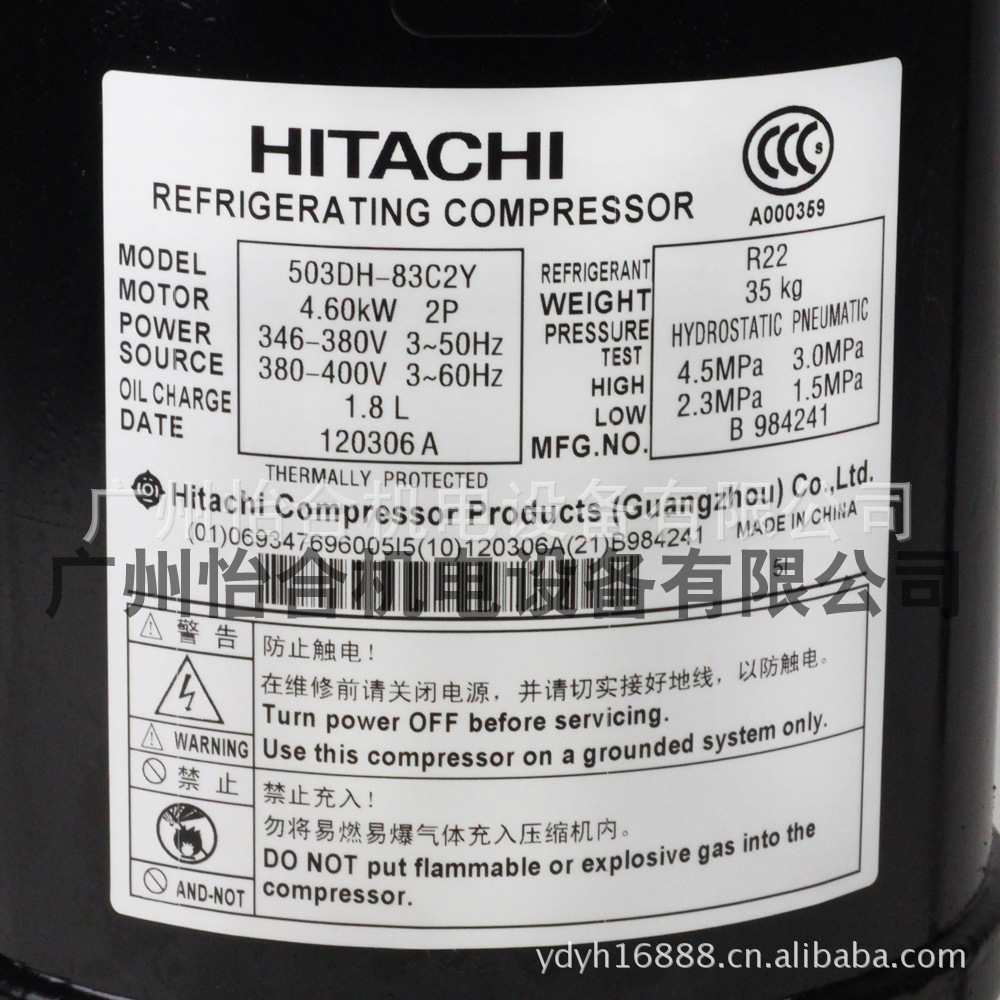 HITACHI
REFRIGERATING COMPRESSOR
CCC S
A000359
MODEL 503DH-83C2Y
MOTOR 4.60kW 2P
POWER 346-380V 3~50Hz
SOURCE 380-400V 3~60Hz
OIL CHARGE 1.8 L
DATE 120306 A
REFRIGERANT R22
WEIGHT 35 kg
PRESSURE HYDROSTATIC PNEUMATIC
TEST
HIGH 4.5MPa 3.0MPa
LOW 2.3MPa 1.5MPa
MFG.NO. B 984241
THERMALLY PROTECTED
Hitachi Compressor Products (Guangzhou) Co.,Ltd.
广州怡合机电设备有限公司
(01)06934769600515(10)120306A(21)B984241
MADE IN CHINA
广州怡合机电设备有限公司
5
警告
防止触电!
在维修前请关闭电源，并请切实接好地线，以防触电。
Turn power OFF before servicing.
WARNING
Use this compressor on a grounded system only.
禁止
禁止充入!
勿将易燃易爆气体充入压缩机内。
DO NOT put flammable or explosive gas into the
AND-NOT
compressor.
ydyh16888.cn.alibaba.com